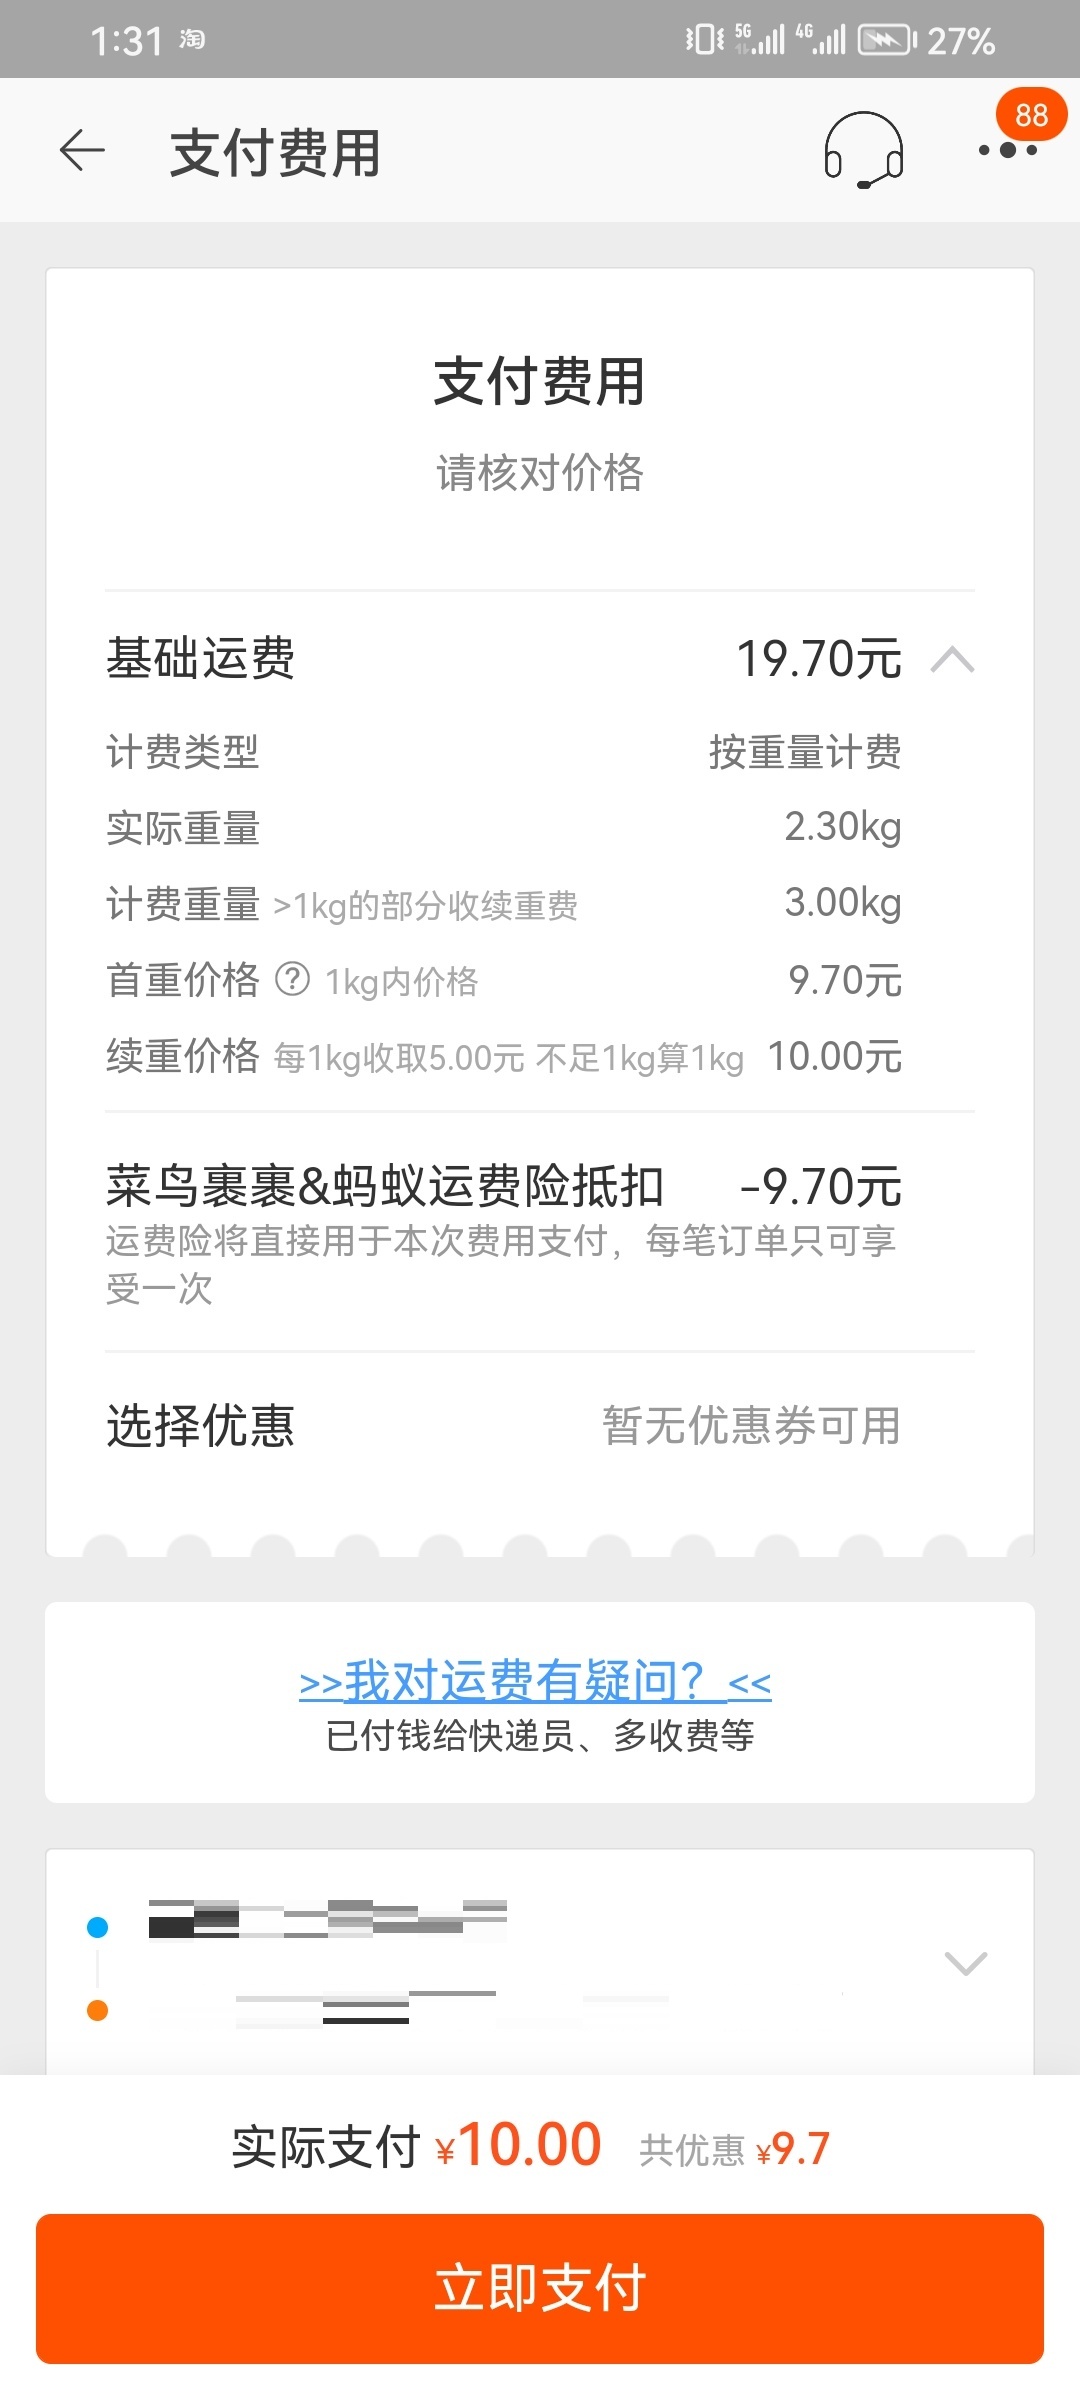 1:31 淘 5G 4G 27%
支付费用 88
支付费用
请核对价格
基础运费 19.70元
计费类型 按重量计费
实际重量 2.30kg
计费重量 >1kg的部分收续重费 3.00kg
首重价格 ? 1kg内价格 9.70元
续重价格 每1kg收取5.00元 不足1kg算1kg 10.00元
菜鸟裹裹&蚂蚁运费险抵扣 -9.70元
运费险将直接用于本次费用支付，每笔订单只可享
受一次
选择优惠 暂无优惠券可用
>>我对运费有疑问？<<
已付钱给快递员、多收费等
实际支付 ¥10.00 共优惠 ¥9.7
立即支付